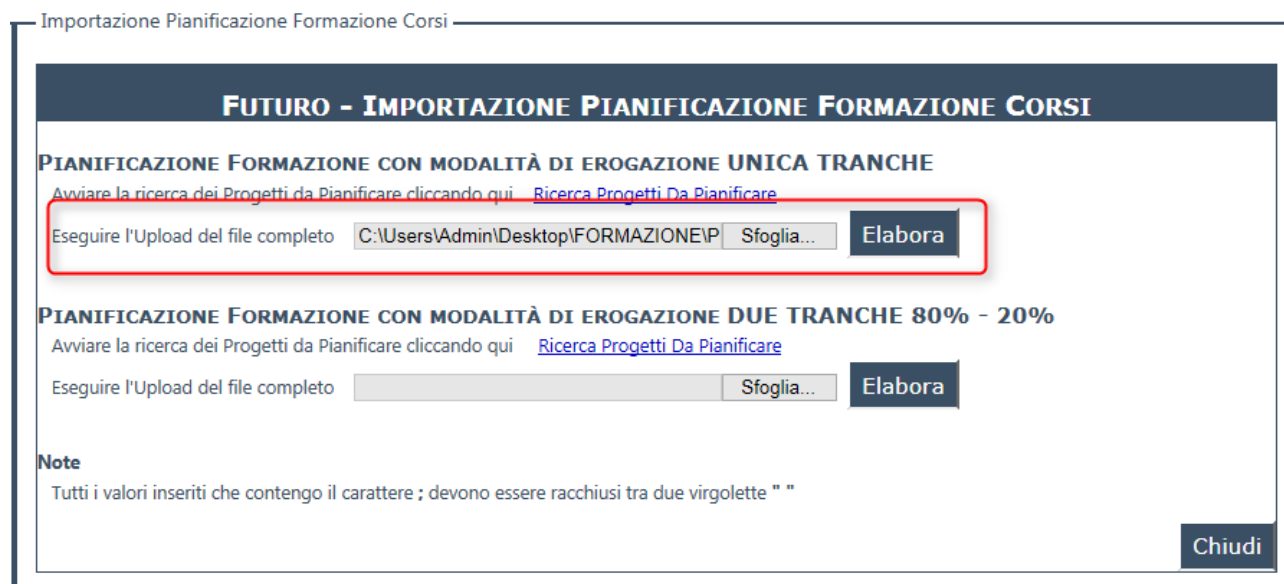 Importazione Pianificazione Formazione Corsi
Futuro - Importazione Pianificazione Formazione Corsi
Pianificazione Formazione con modalità di erogazione UNICA TRANCHE
Avviare la ricerca dei Progetti da Pianificare cliccando qui Ricerca Progetti Da Pianificare
Eseguire l'Upload del file completo C:\Users\Admin\Desktop\FORMAZIONE\P Sfoglia... Elabora
Pianificazione Formazione con modalità di erogazione DUE TRANCHE 80% - 20%
Avviare la ricerca dei Progetti da Pianificare cliccando qui Ricerca Progetti Da Pianificare
Eseguire l'Upload del file completo Sfoglia... Elabora
Note
Tutti i valori inseriti che contengo il carattere ; devono essere racchiusi tra due virgolette " "
Chiudi